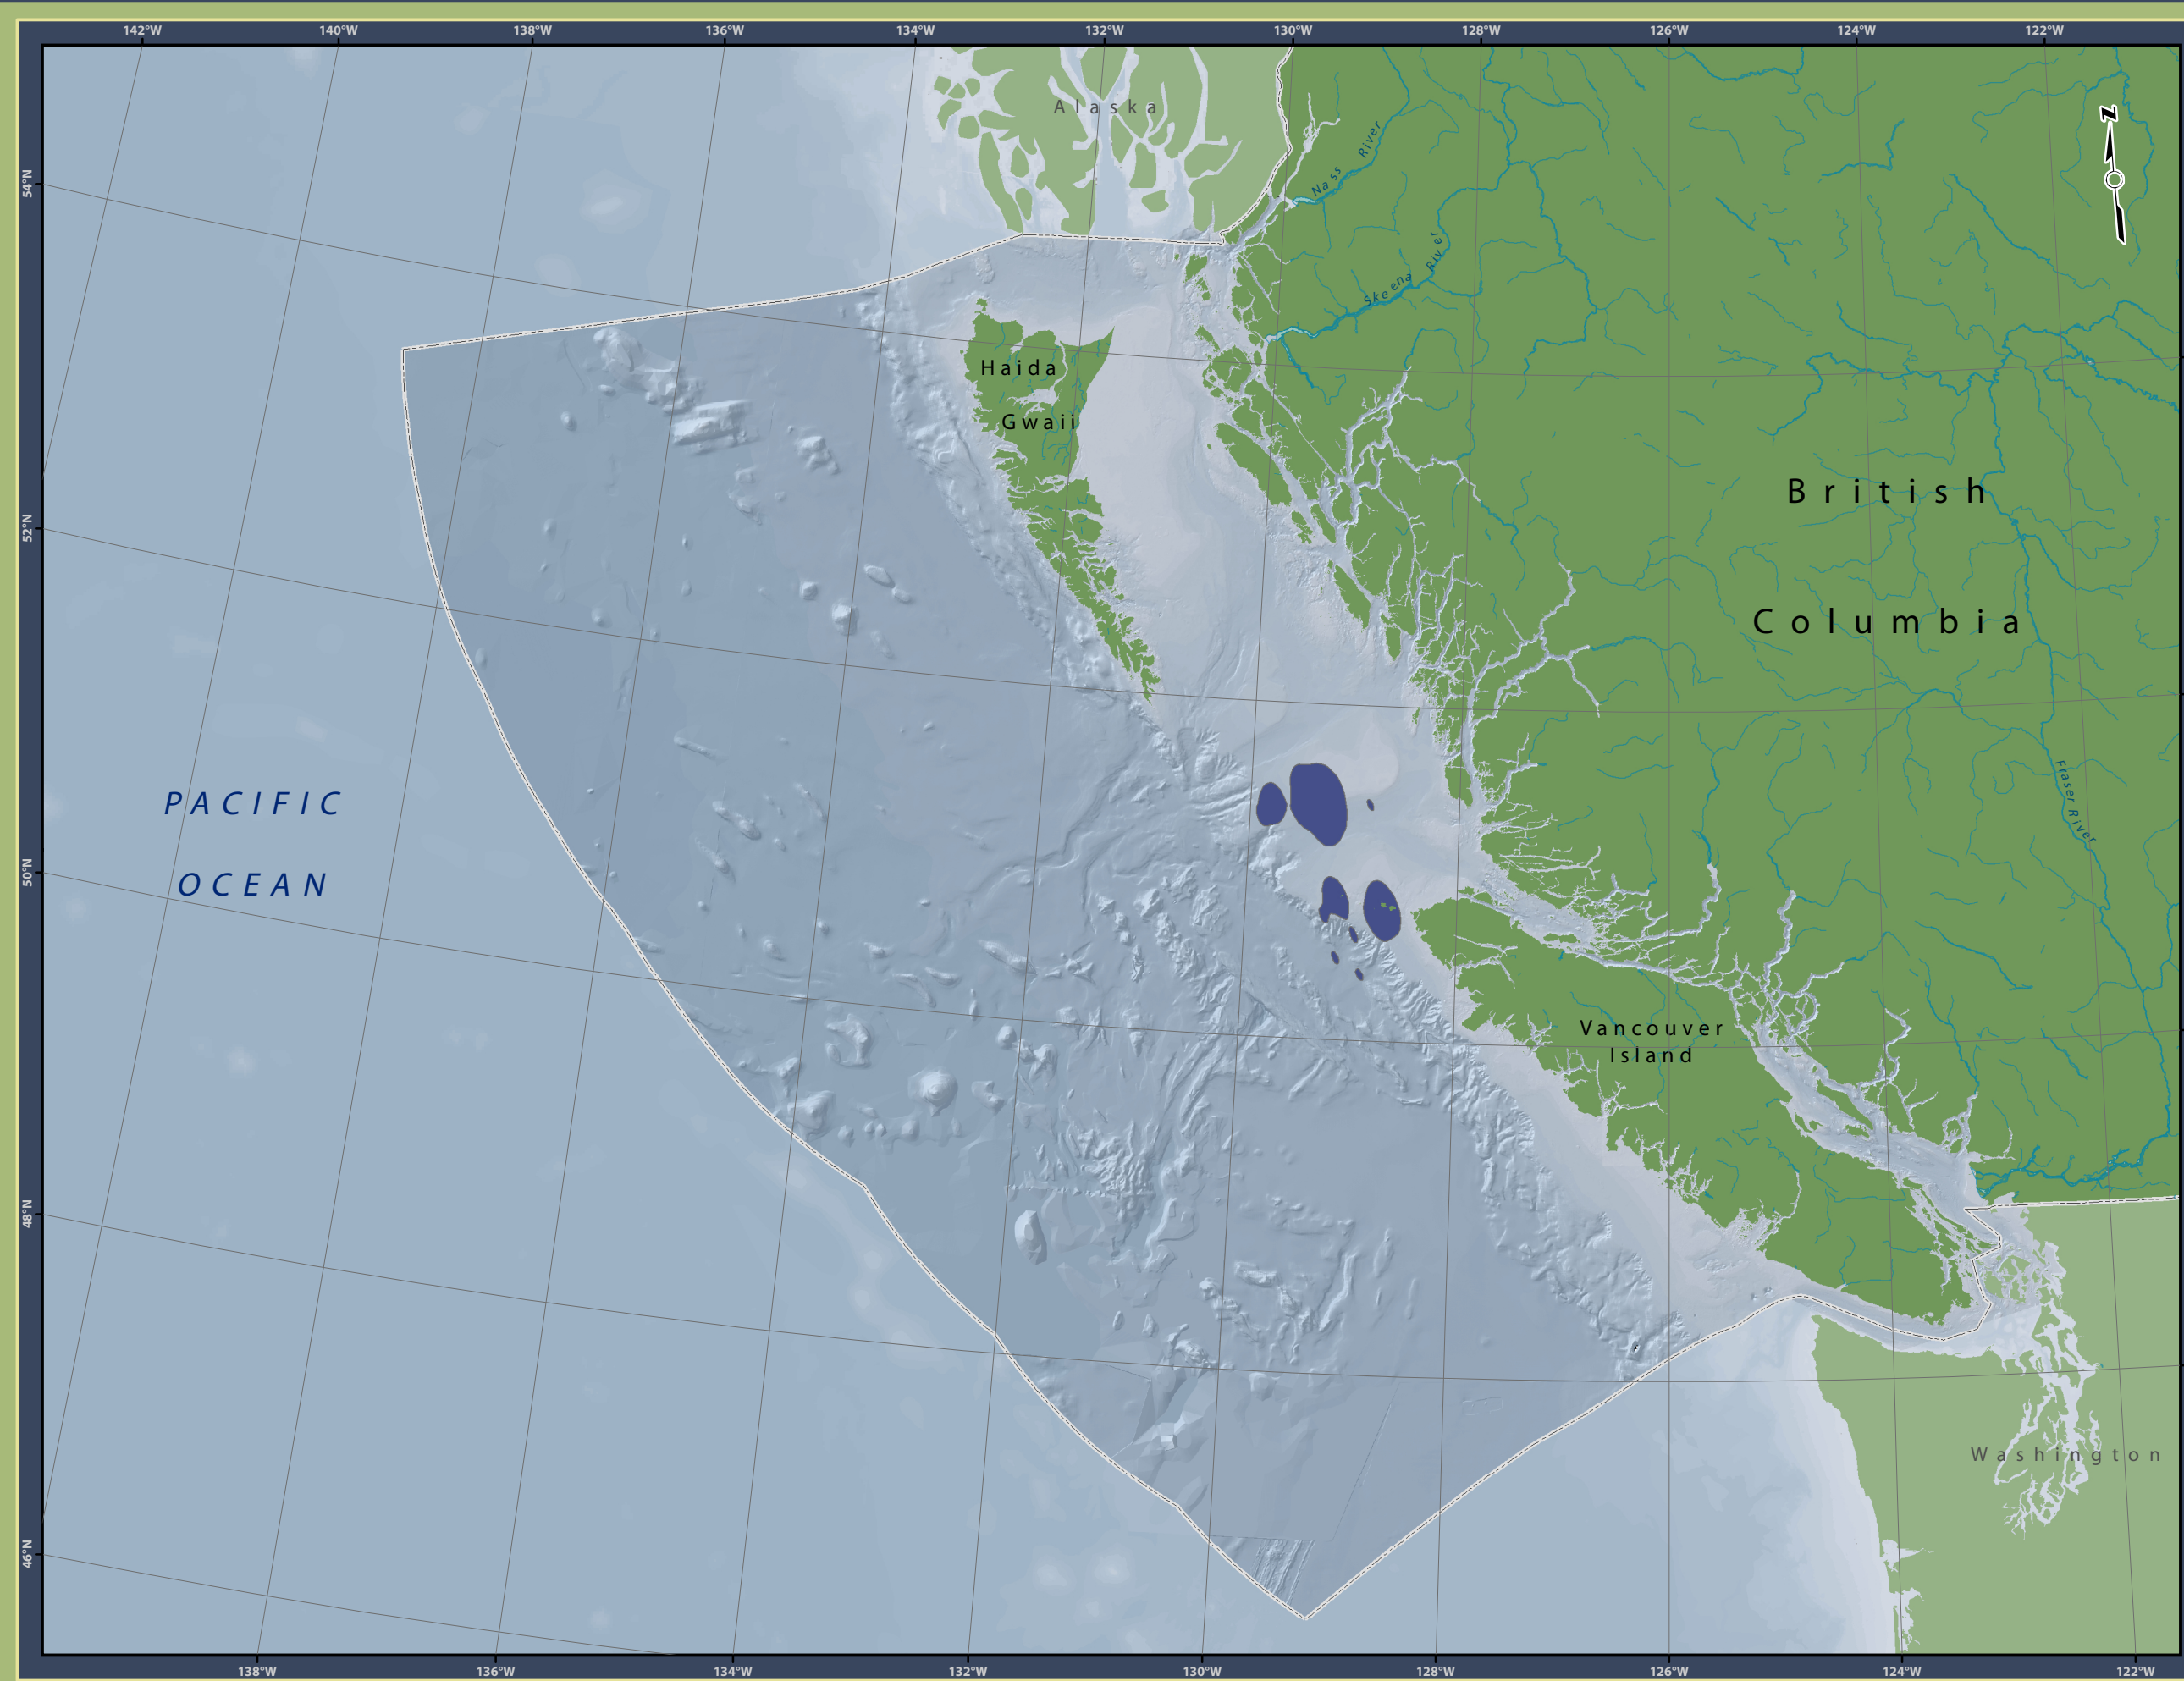 142°W 140°W 138°W 136°W 134°W 132°W 130°W 128°W 126°W 124°W 122°W
Alaska
N
54°N
Nass River
Skeena River
Haida
Gwaii
British
52°N
Columbia
PACIFIC
Fraser River
50°N
OCEAN
Vancouver
Island
48°N
Washington
46°N
138°W 136°W 134°W 132°W 130°W 128°W 126°W 124°W 122°W